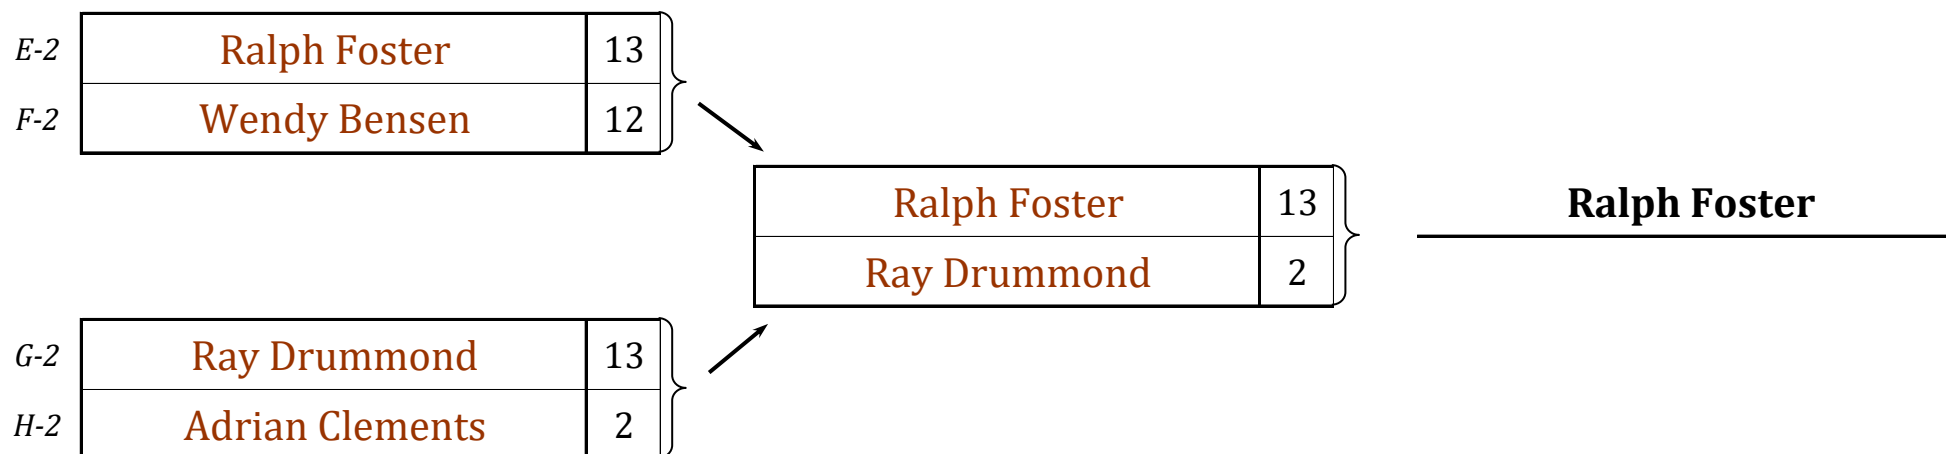 E-2 Ralph Foster 13
F-2 Wendy Bensen 12
Ralph Foster 13
Ray Drummond 2
Ralph Foster
G-2 Ray Drummond 13
H-2 Adrian Clements 2